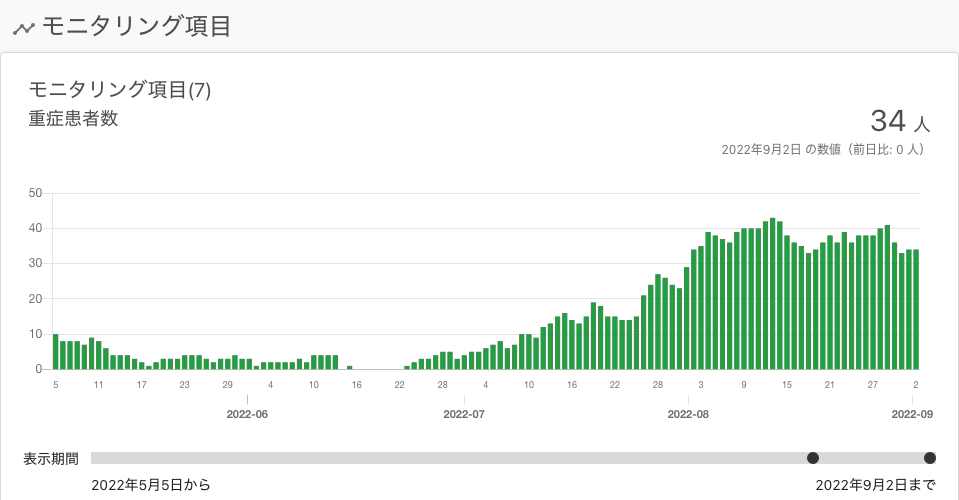 モニタリング項目
モニタリング項目(7)
重症患者数
34 人
2022年9月2日 の数値（前日比: 0 人）
50
40
30
20
10
0
5 11 17 23 29 4 10 16 22 28 4 10 16 22 28 3 9 15 21 27 2
2022-06 2022-07 2022-08 2022-09
表示期間
2022年5月5日から 2022年9月2日まで